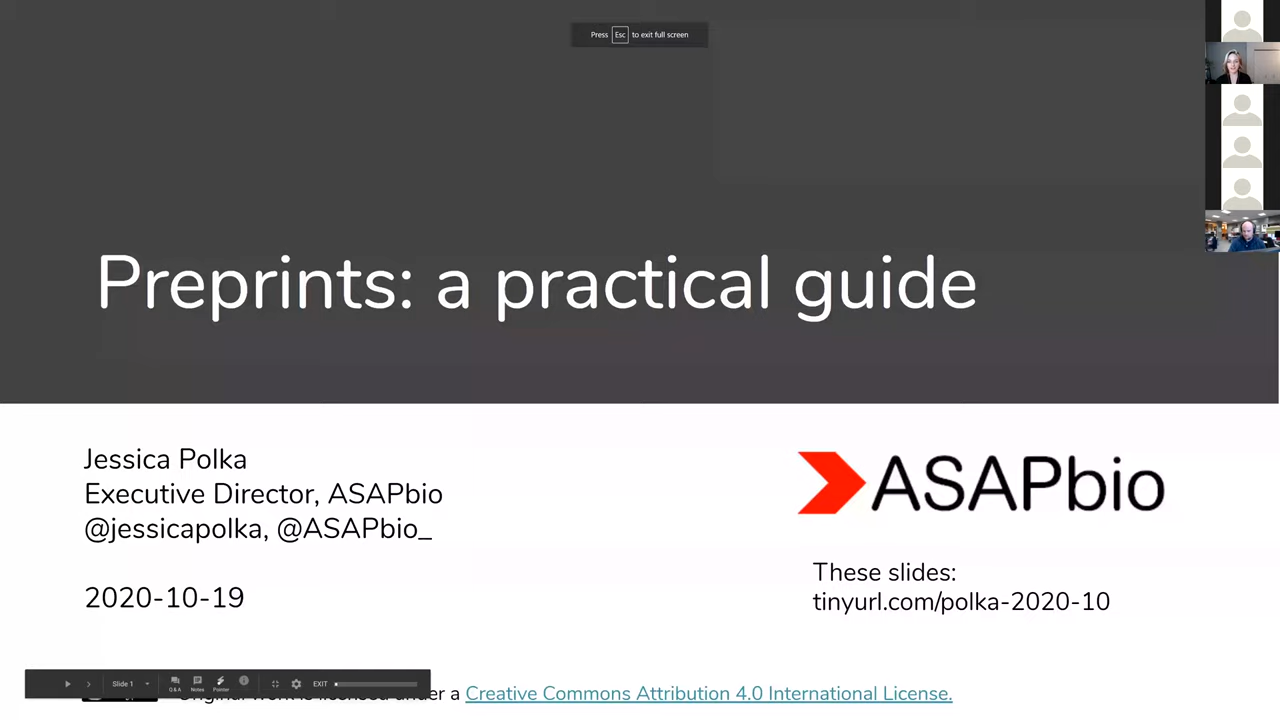 Press Esc to exit full screen
Preprints: a practical guide
Jessica Polka
Executive Director, ASAPbio
@jessicapolka, @ASAPbio_
2020-10-19
ASAPbio
These slides:
tinyurl.com/polka-2020-10
Slide 1
Q&A Notes Pointer
EXIT
under a Creative Commons Attribution 4.0 International License.